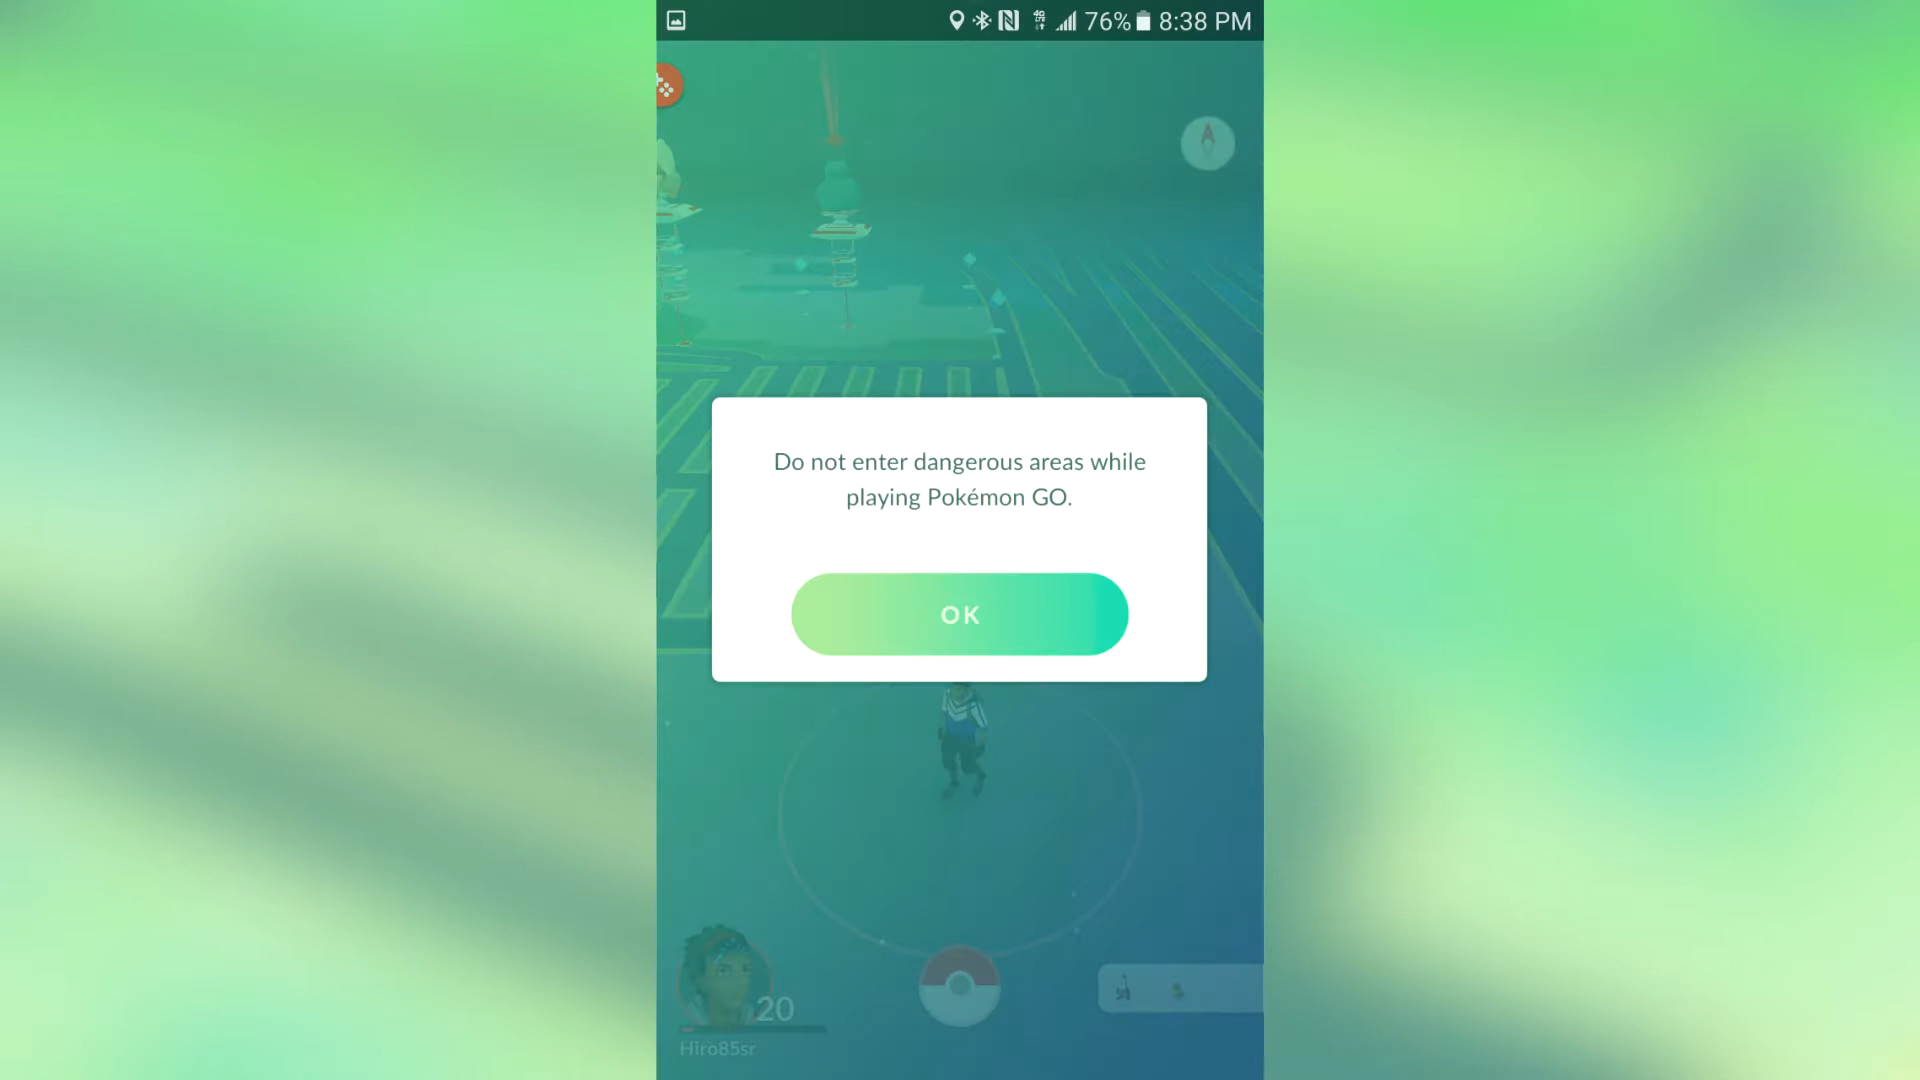 76% 8:38 PM
Do not enter dangerous areas while
playing Pokémon GO.
OK
20
Hiro85sr